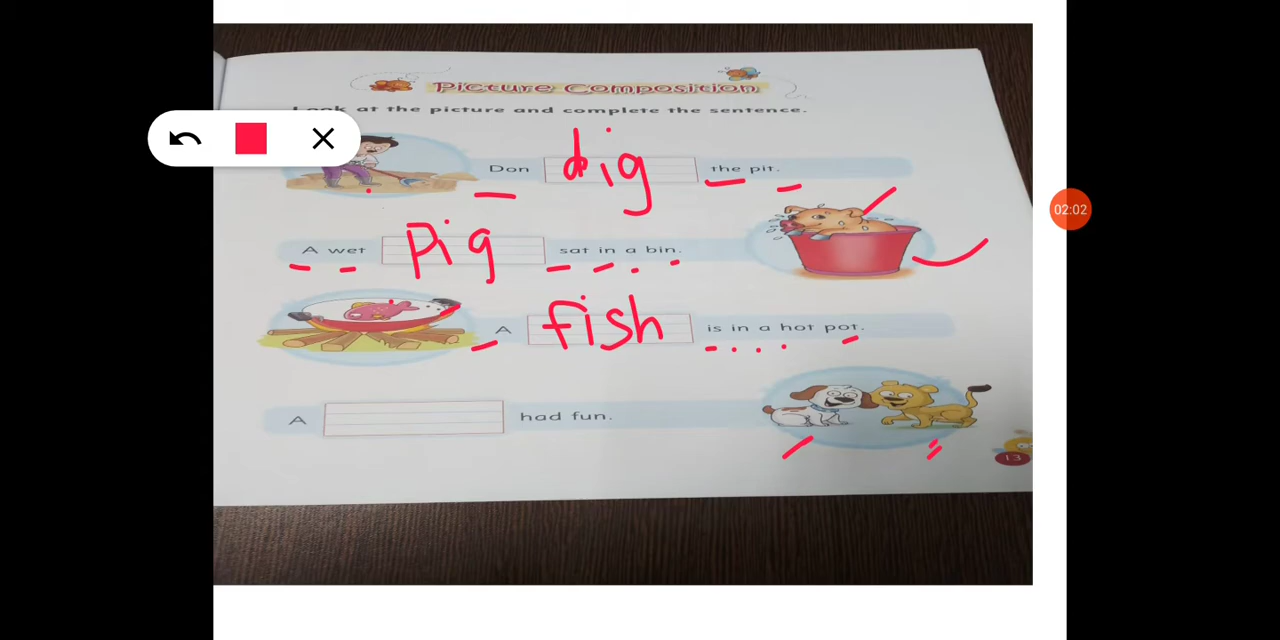 Picture Composition
Look at the picture and complete the sentence.
Don dig the pit.
A wet pig sat in a bin.
A fish is in a hot pot.
A had fun.
13
02:02